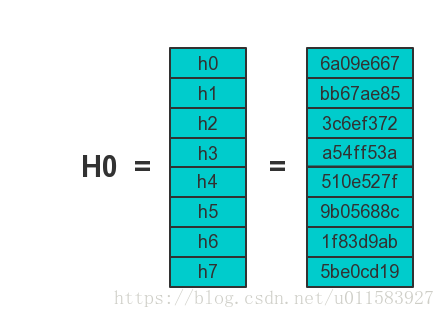 h0 6a09e667
h1 bb67ae85
h2 3c6ef372
h3 a54ff53a
H0 = =
h4 510e527f
h5 9b05688c
h6 1f83d9ab
h7 5be0cd19
https://blog.csdn.net/u011583927